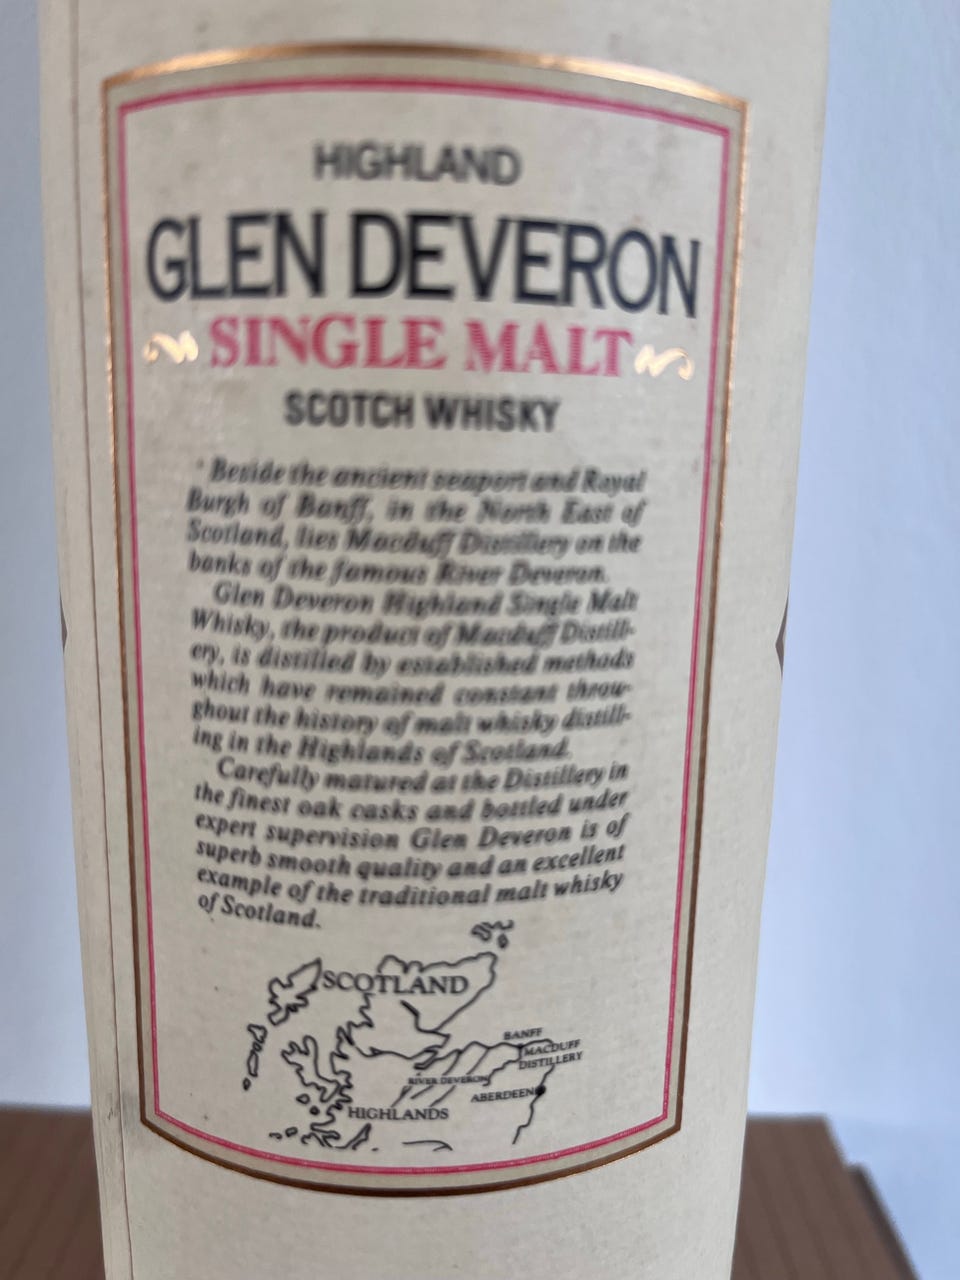 HIGHLAND
GLEN DEVERON
SINGLE MALT
SCOTCH WHISKY
Beside the ancient seaport and Royal
Burgh of Banff, in the North East of
Scotland, lies Macduff Distillery on the
banks of the famous River Deveron.
Glen Deveron Highland Single Malt
Whisky, the product of Macduff Distill-
ery, is distilled by established methods
which have remained constant throu-
ghout the history of malt whisky distill-
ing in the Highlands of Scotland.
Carefully matured at the Distillery in
the finest oak casks and bottled under
expert supervision Glen Deveron is of
superb smooth quality and an excellent
example of the traditional malt whisky
of Scotland.
SCOTLAND
BANFF
MACDUFF
DISTILLERY
RIVER DEVERON
ABERDEEN
HIGHLANDS